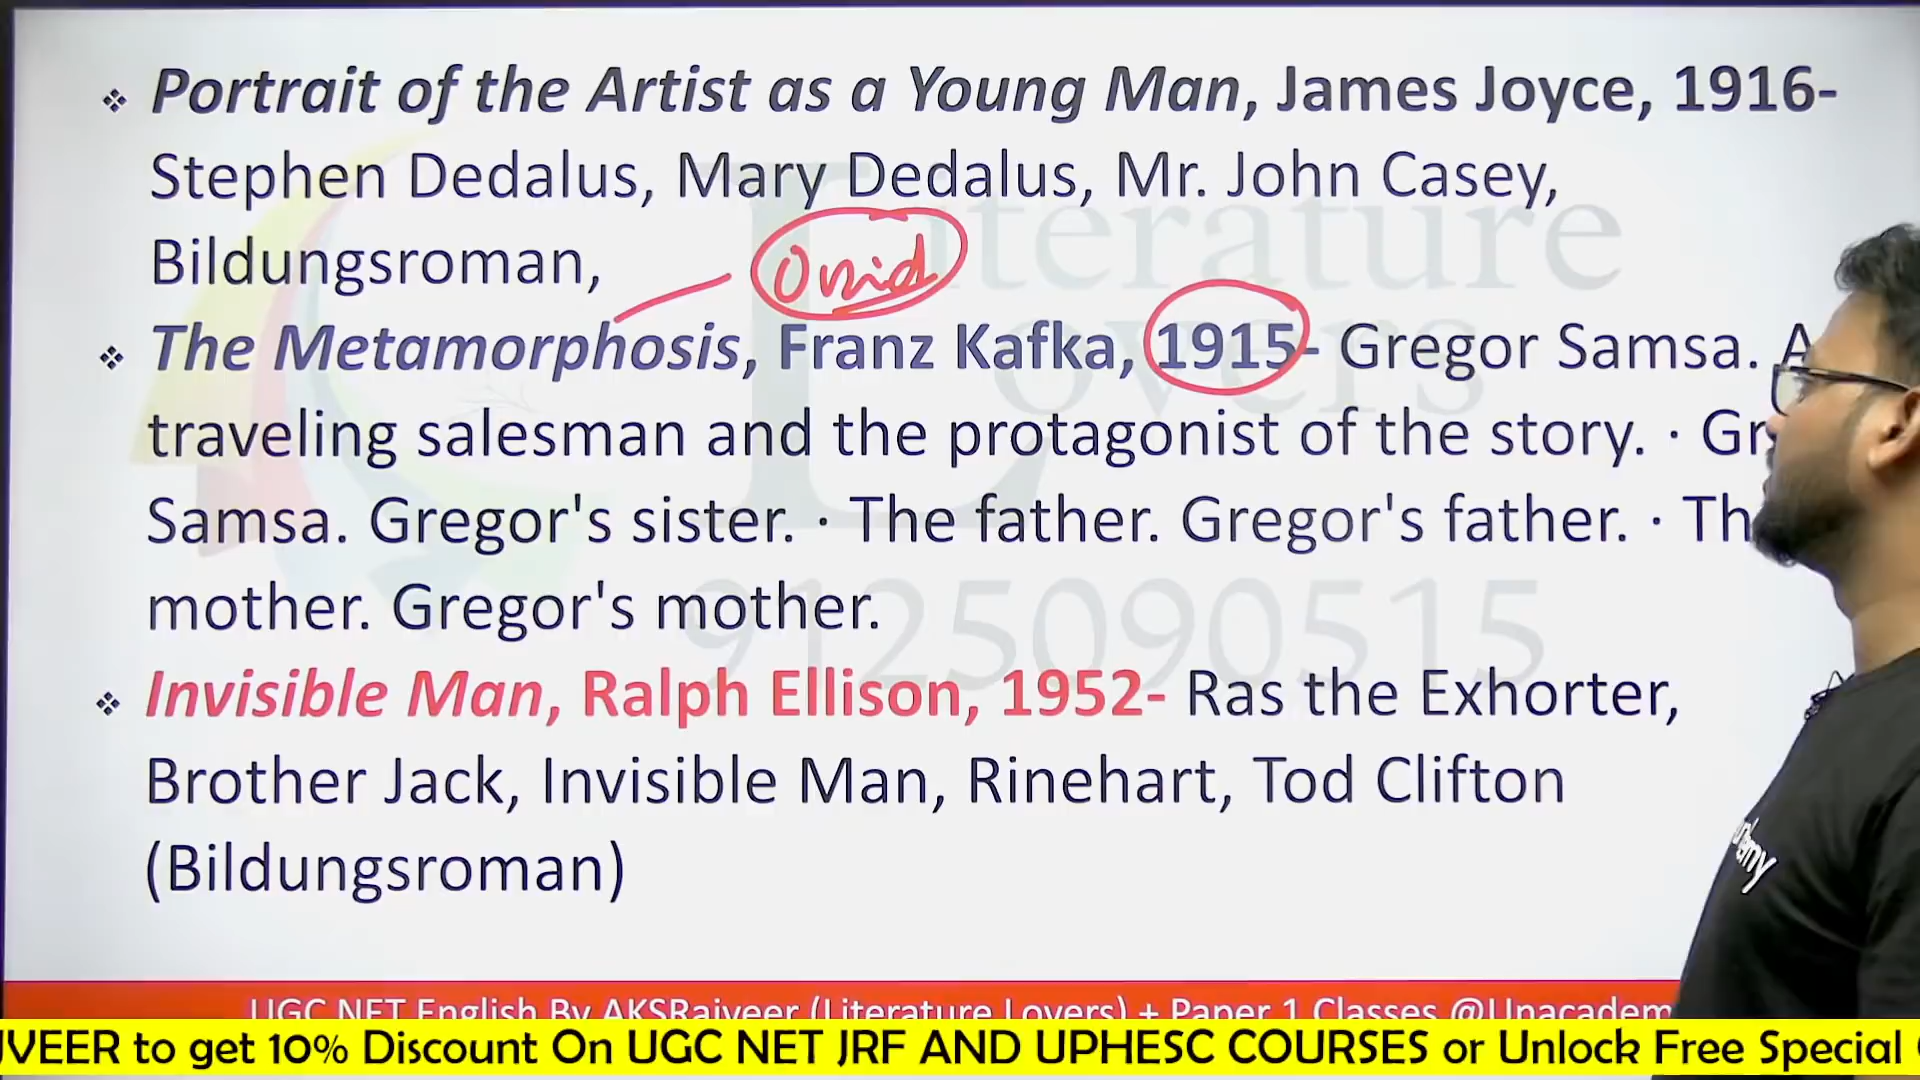 ❖ Portrait of the Artist as a Young Man, James Joyce, 1916-
Stephen Dedalus, Mary Dedalus, Mr. John Casey,
Bildungsroman,
Ovid
❖ The Metamorphosis, Franz Kafka, 1915- Gregor Samsa. A
traveling salesman and the protagonist of the story. ·
Samsa. Gregor's sister. · The father. Gregor's father. ·
mother. Gregor's mother.
❖ Invisible Man, Ralph Ellison, 1952- Ras the Exhorter,
Brother Jack, Invisible Man, Rinehart, Tod Clifton
(Bildungsroman)
Literature
Lovers
9125090515
UGC NET English By AKSRajveer (Literature Lovers) + Paper 1 Classes @Unacadem
JVEER to get 10% Discount On UGC NET JRF AND UPHESC COURSES or Unlock Free Special